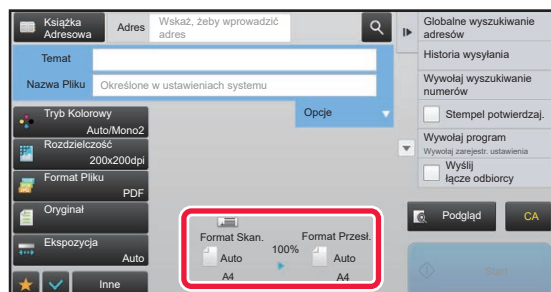 Książka
Adresowa
Adres
Wskaż, żeby wprowadzić
adres
Temat
Nazwa Pliku
Określone w ustawieniach systemu
Opcje
Tryb Kolorowy
Auto/Mono2
Rozdzielczość
200x200dpi
Format Pliku
PDF
Oryginał
Ekspozycja
Auto
Inne
Format Skan.
Auto
A4
100%
Format Przesł.
Auto
A4
Globalne wyszukiwanie
adresów
Historia wysyłania
Wywołaj wyszukiwanie
numerów
Stempel potwierdzaj.
Wywołaj program
Wywołaj zarejestr. ustawienia
Wyślij
łącze odbiorcy
Podgląd
CA
Start